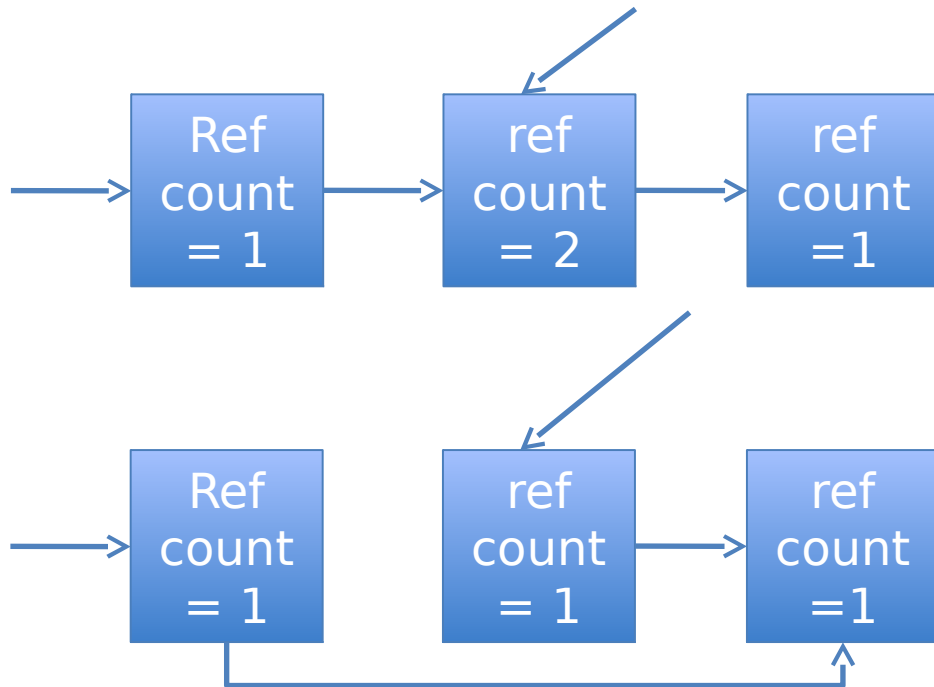 Ref
count
= 1
ref
count
= 2
ref
count
=1
Ref
count
= 1
ref
count
= 1
ref
count
=1